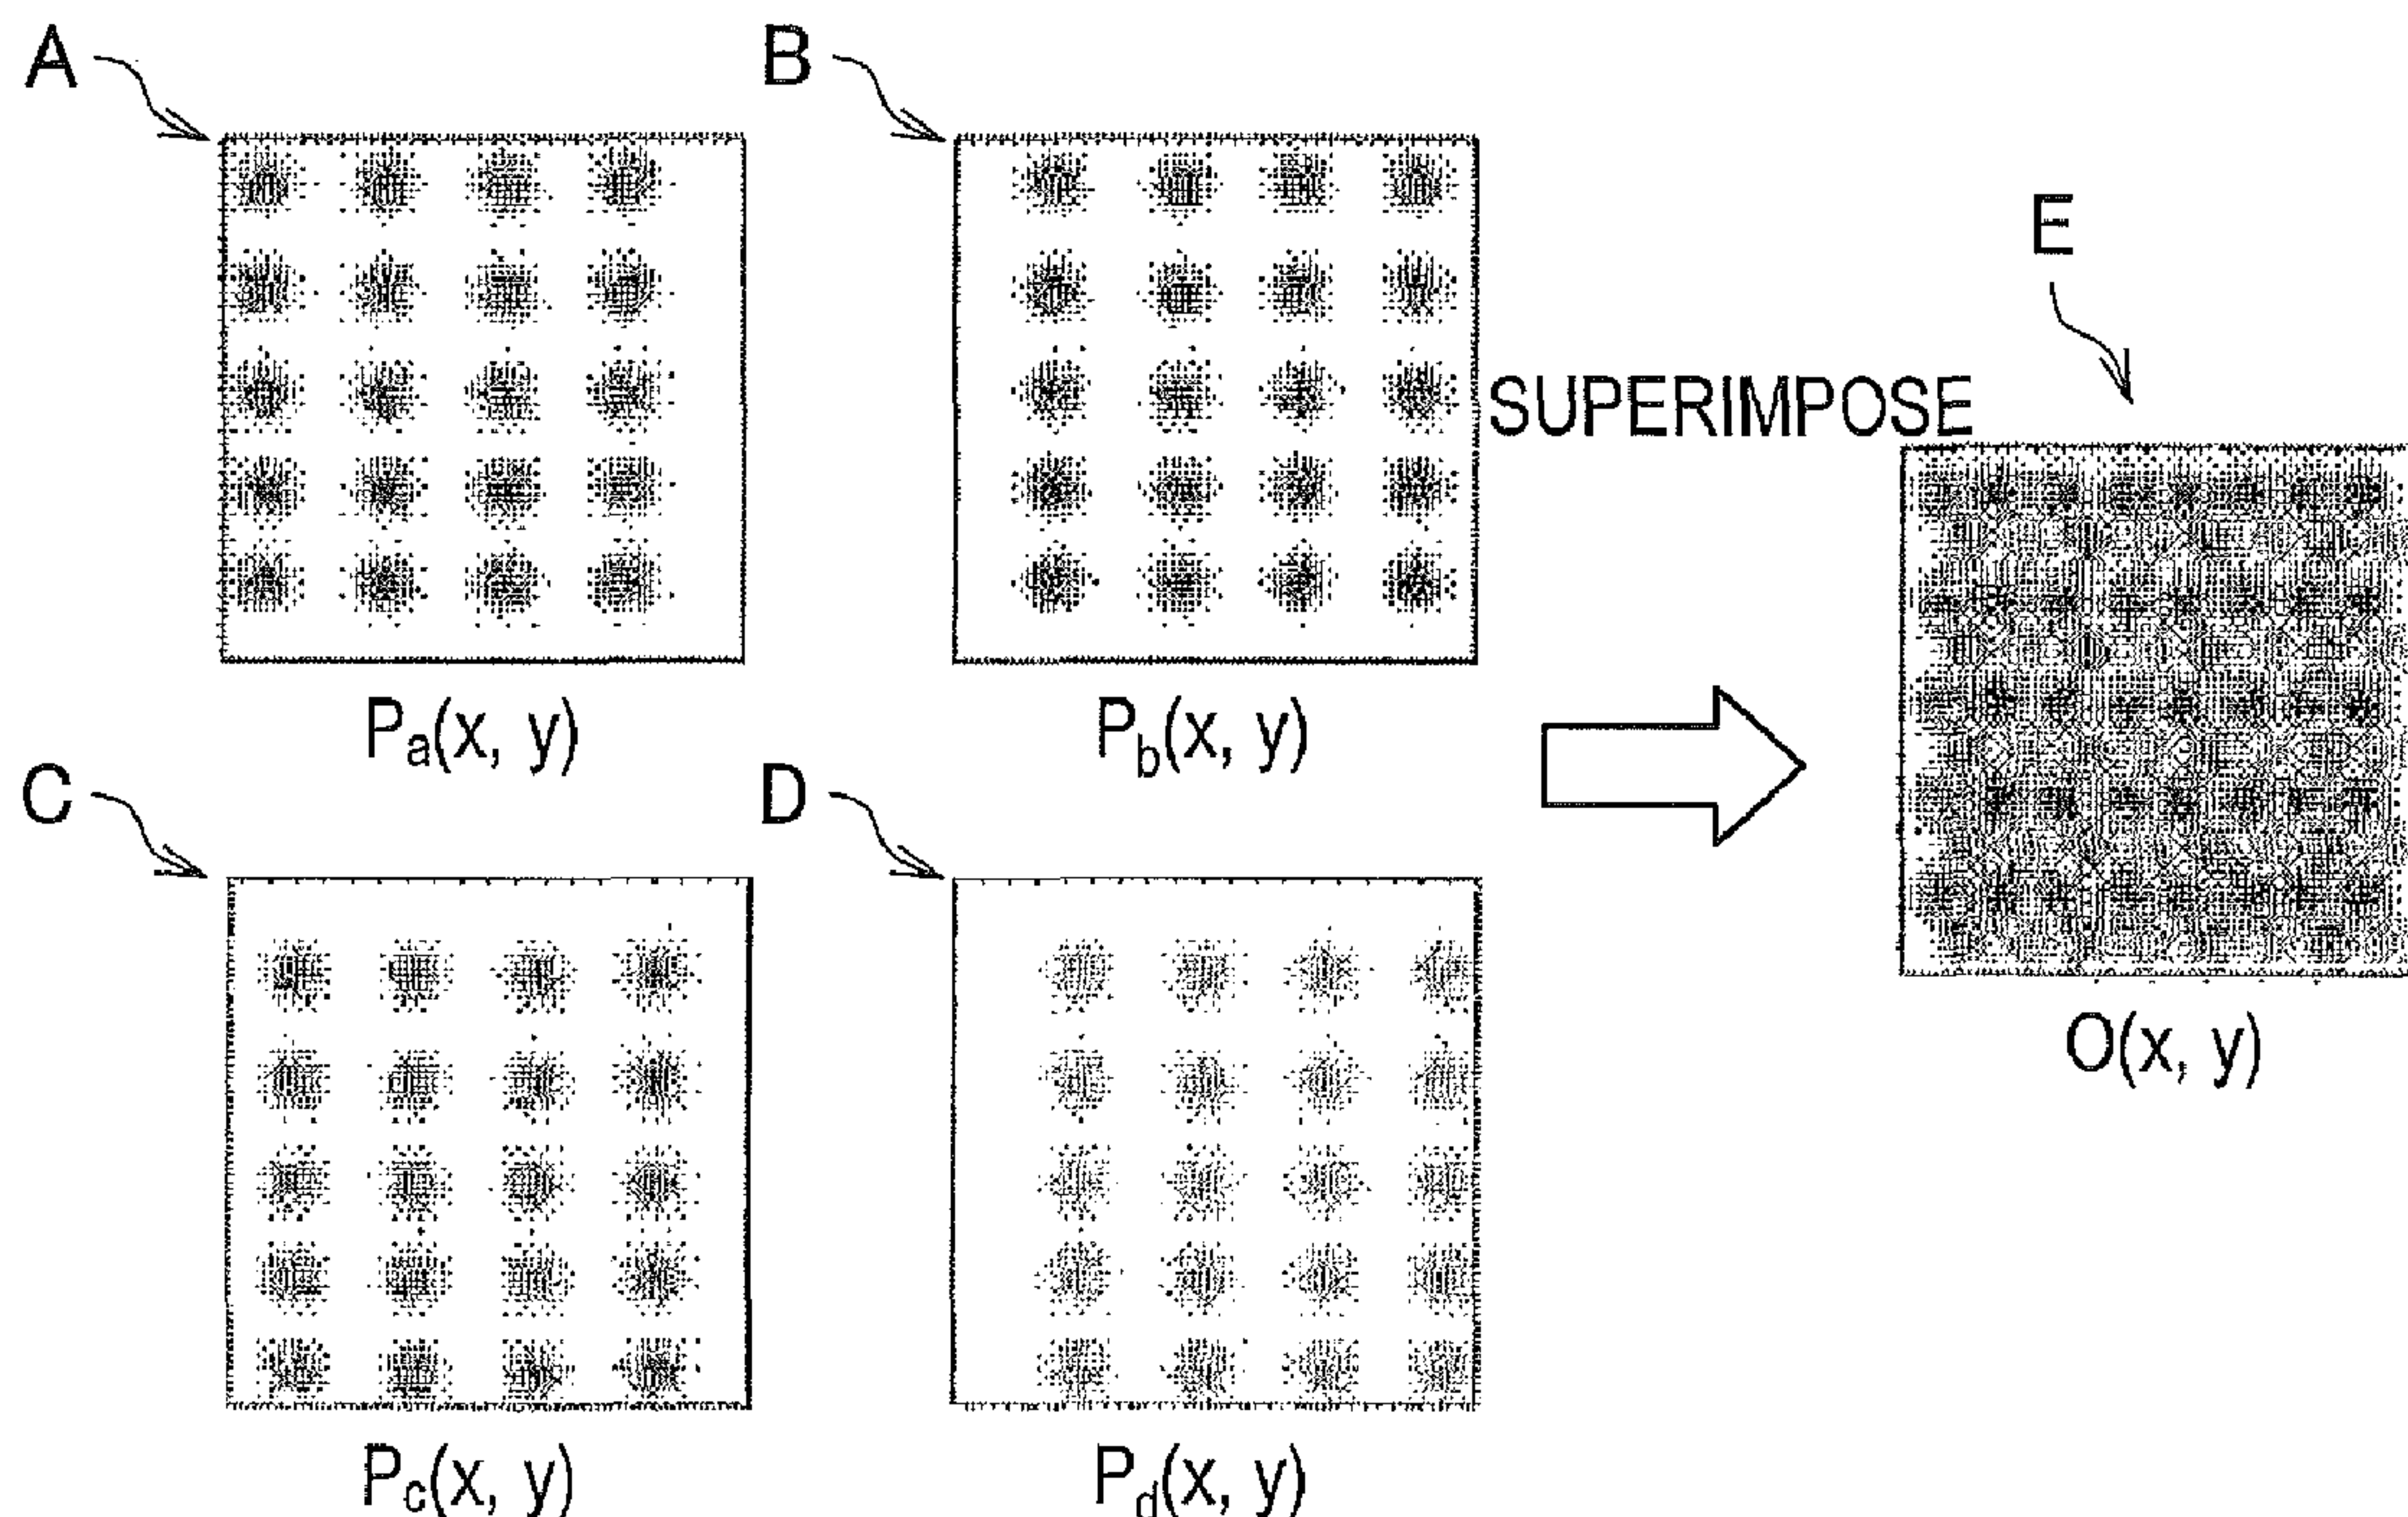 A
B
E
SUPERIMPOSE
Pa(x, y)
Pb(x, y)
C
D
O(x, y)
Pc(x, y)
Pd(x, y)